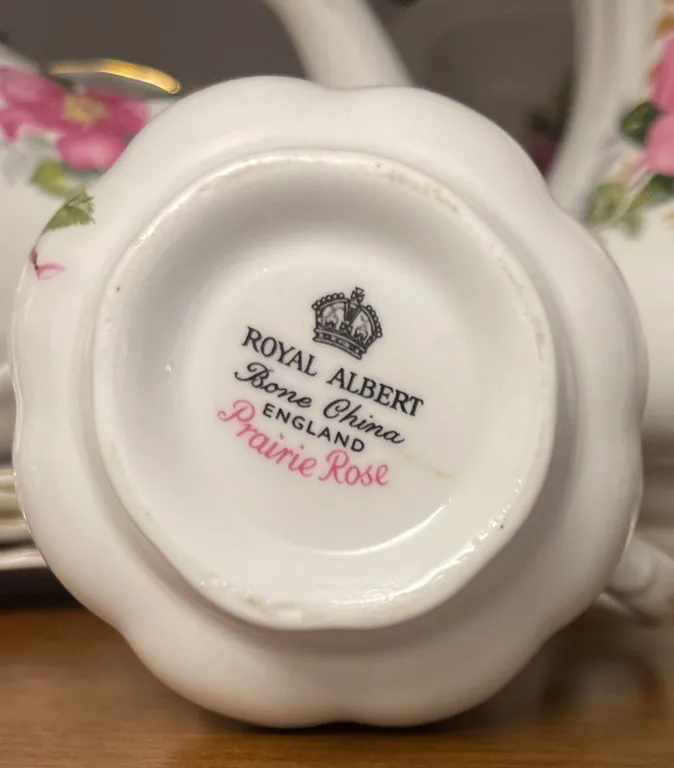 ROYAL ALBERT
Bone China
ENGLAND
Prairie Rose